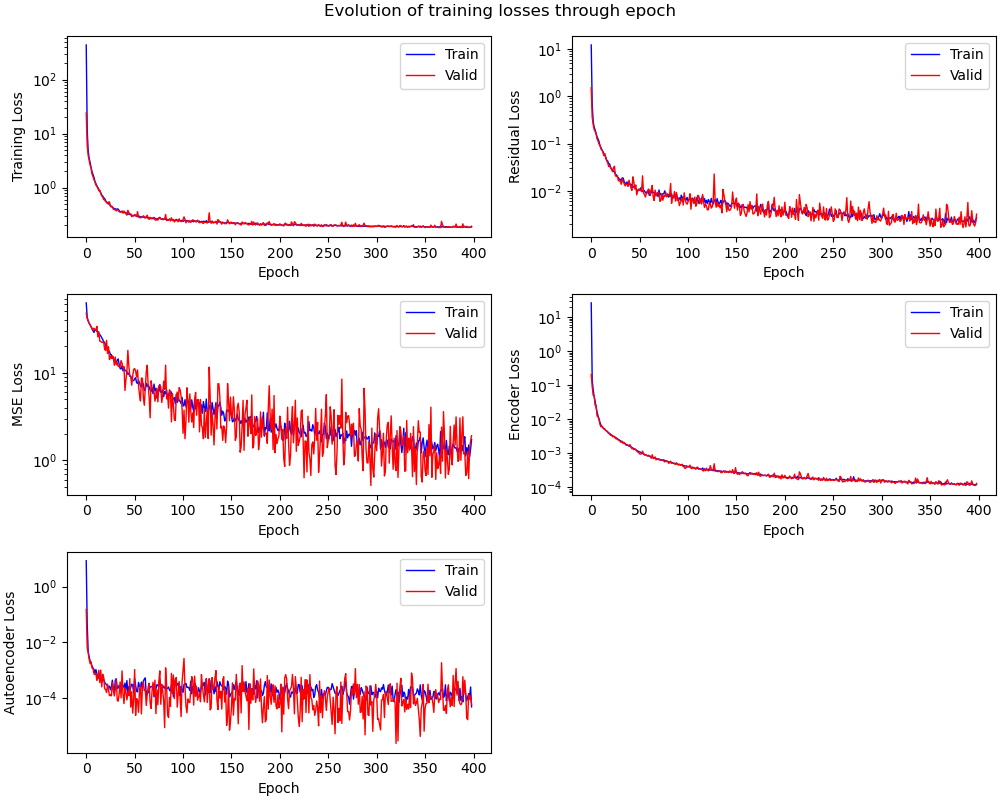 Evolution of training losses through epoch
Training Loss
10²
10¹
10⁰
Train
Valid
0 50 100 150 200 250 300 350 400
Epoch
Residual Loss
10¹
10⁰
10⁻¹
10⁻²
Train
Valid
0 50 100 150 200 250 300 350 400
Epoch
MSE Loss
10¹
10⁰
Train
Valid
0 50 100 150 200 250 300 350 400
Epoch
Encoder Loss
10¹
10⁰
10⁻¹
10⁻²
10⁻³
10⁻⁴
Train
Valid
0 50 100 150 200 250 300 350 400
Epoch
Autoencoder Loss
10⁰
10⁻²
10⁻⁴
Train
Valid
0 50 100 150 200 250 300 350 400
Epoch